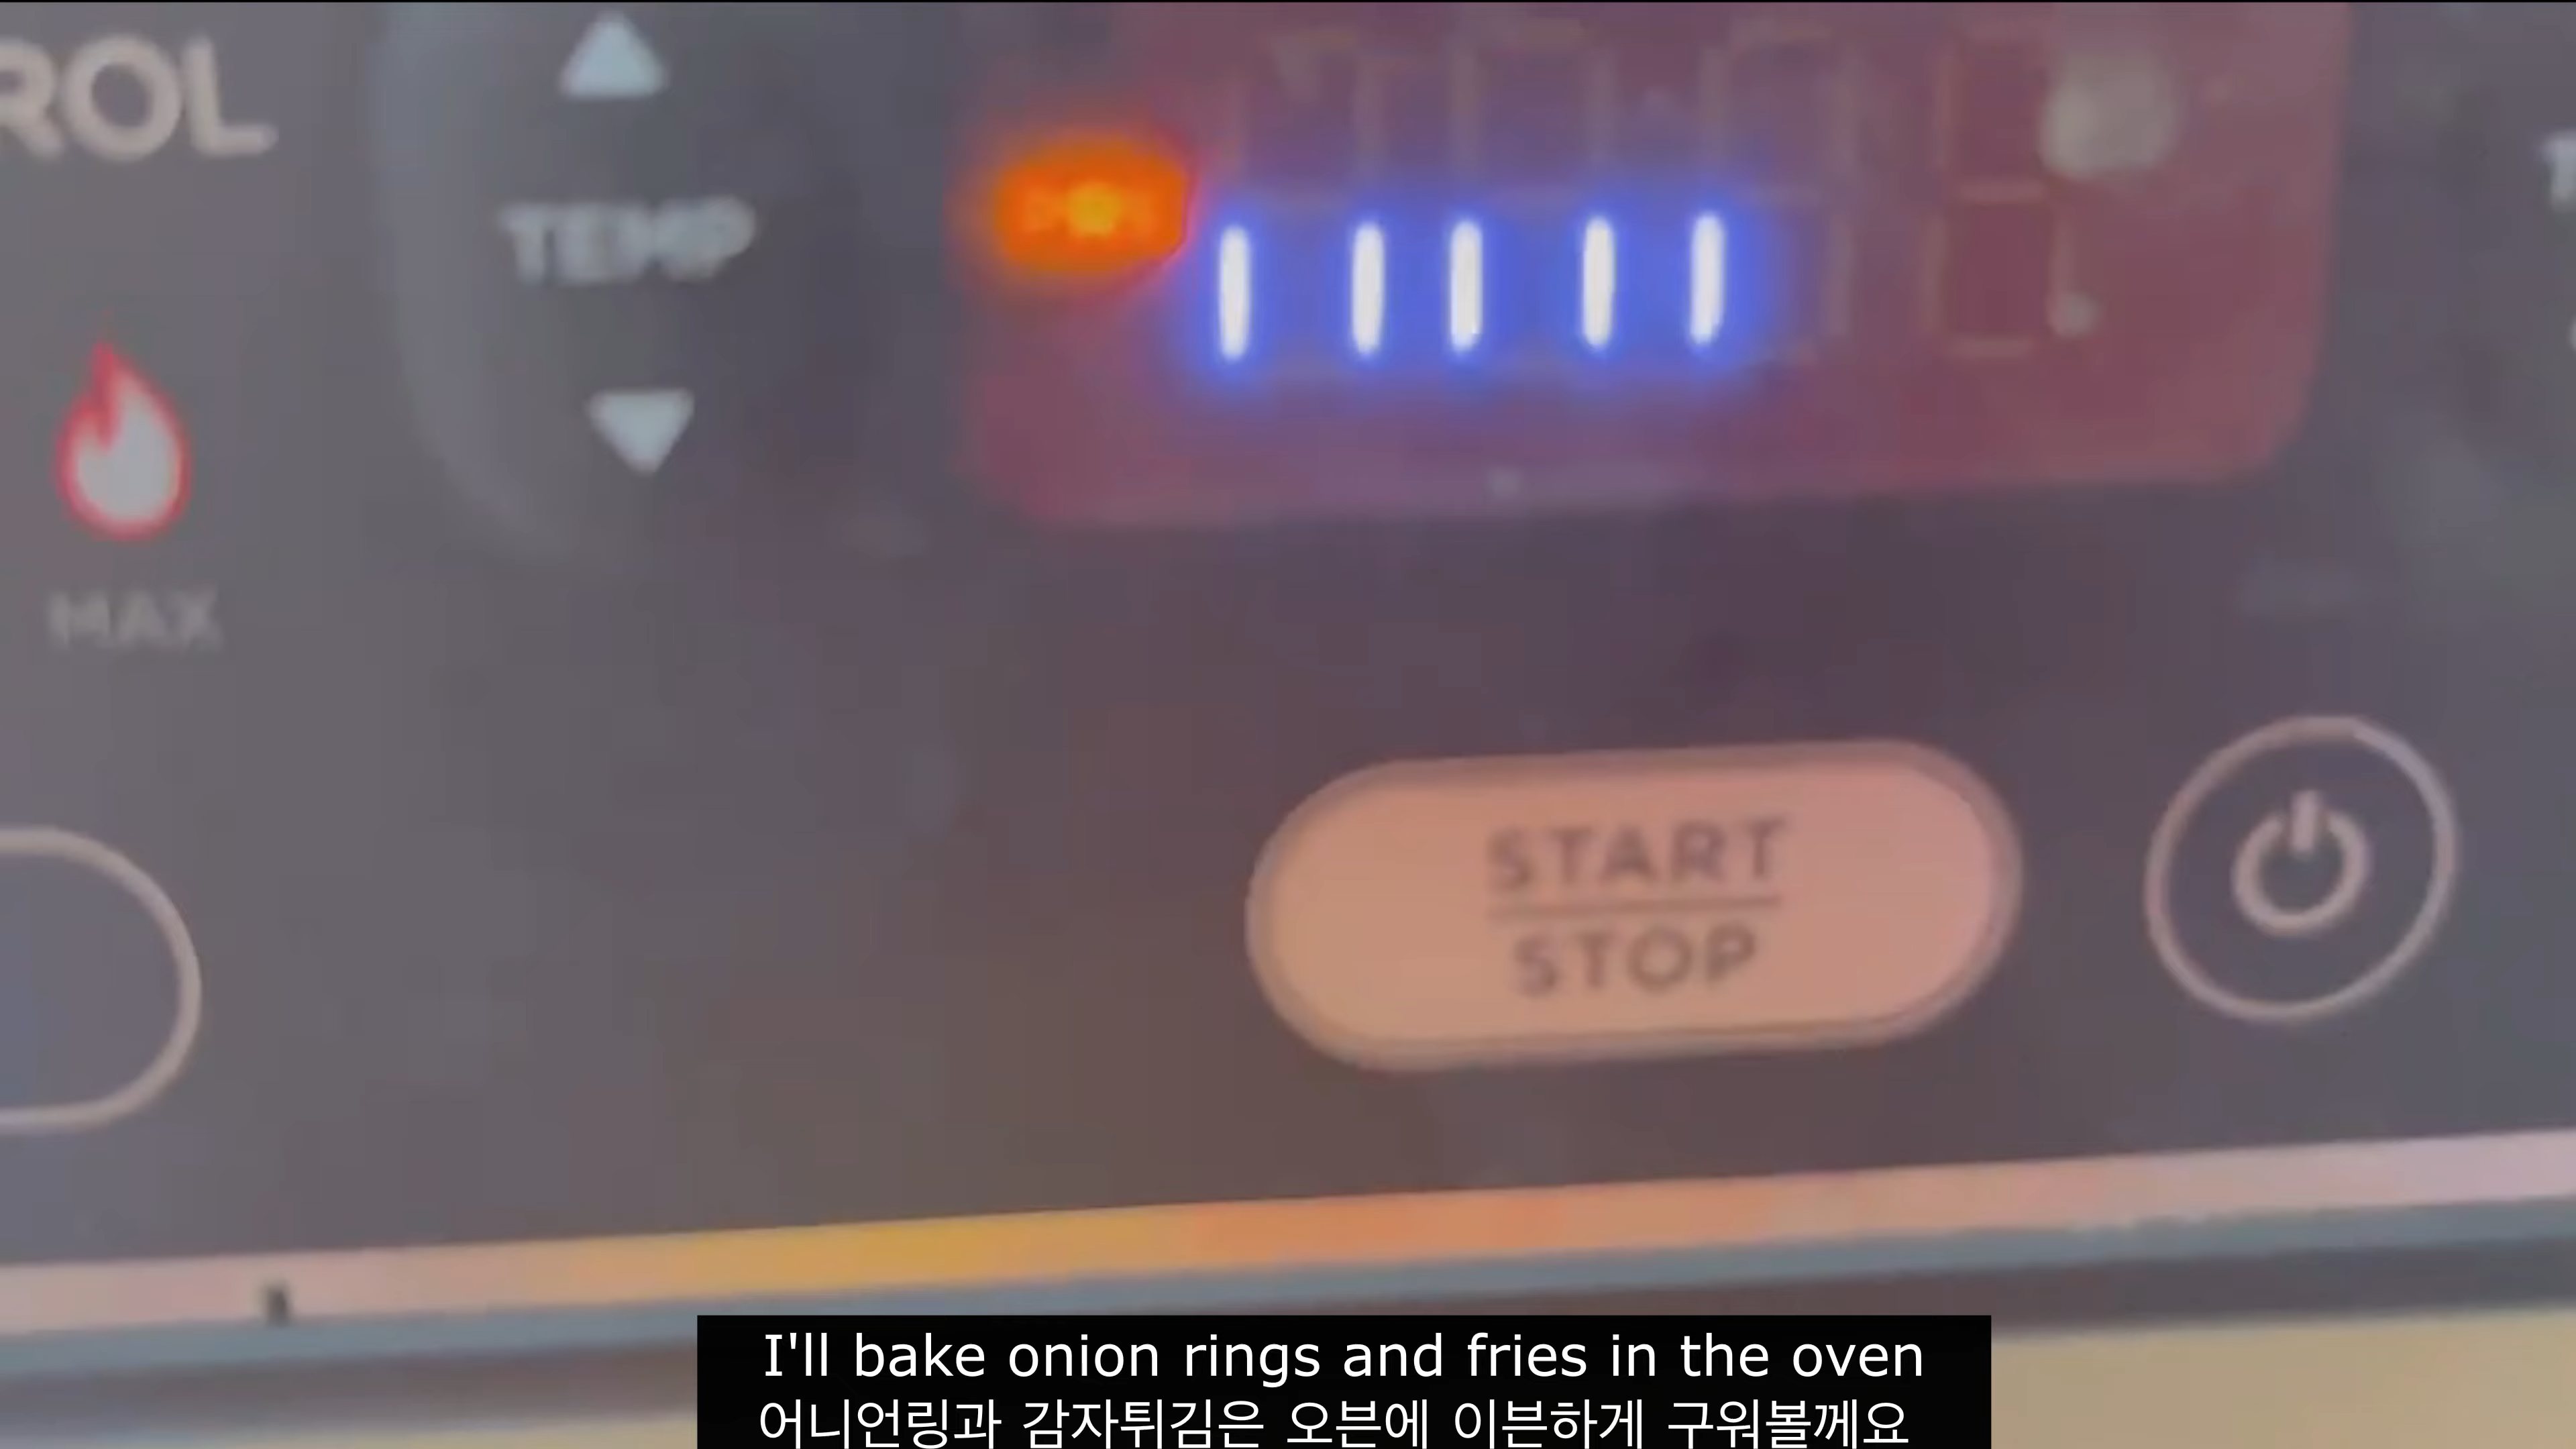 ROL
TEMP
MAX
START
STOP
I'll bake onion rings and fries in the oven
어니언링과 감자튀김은 오븐에 이븐하게 구워볼께요